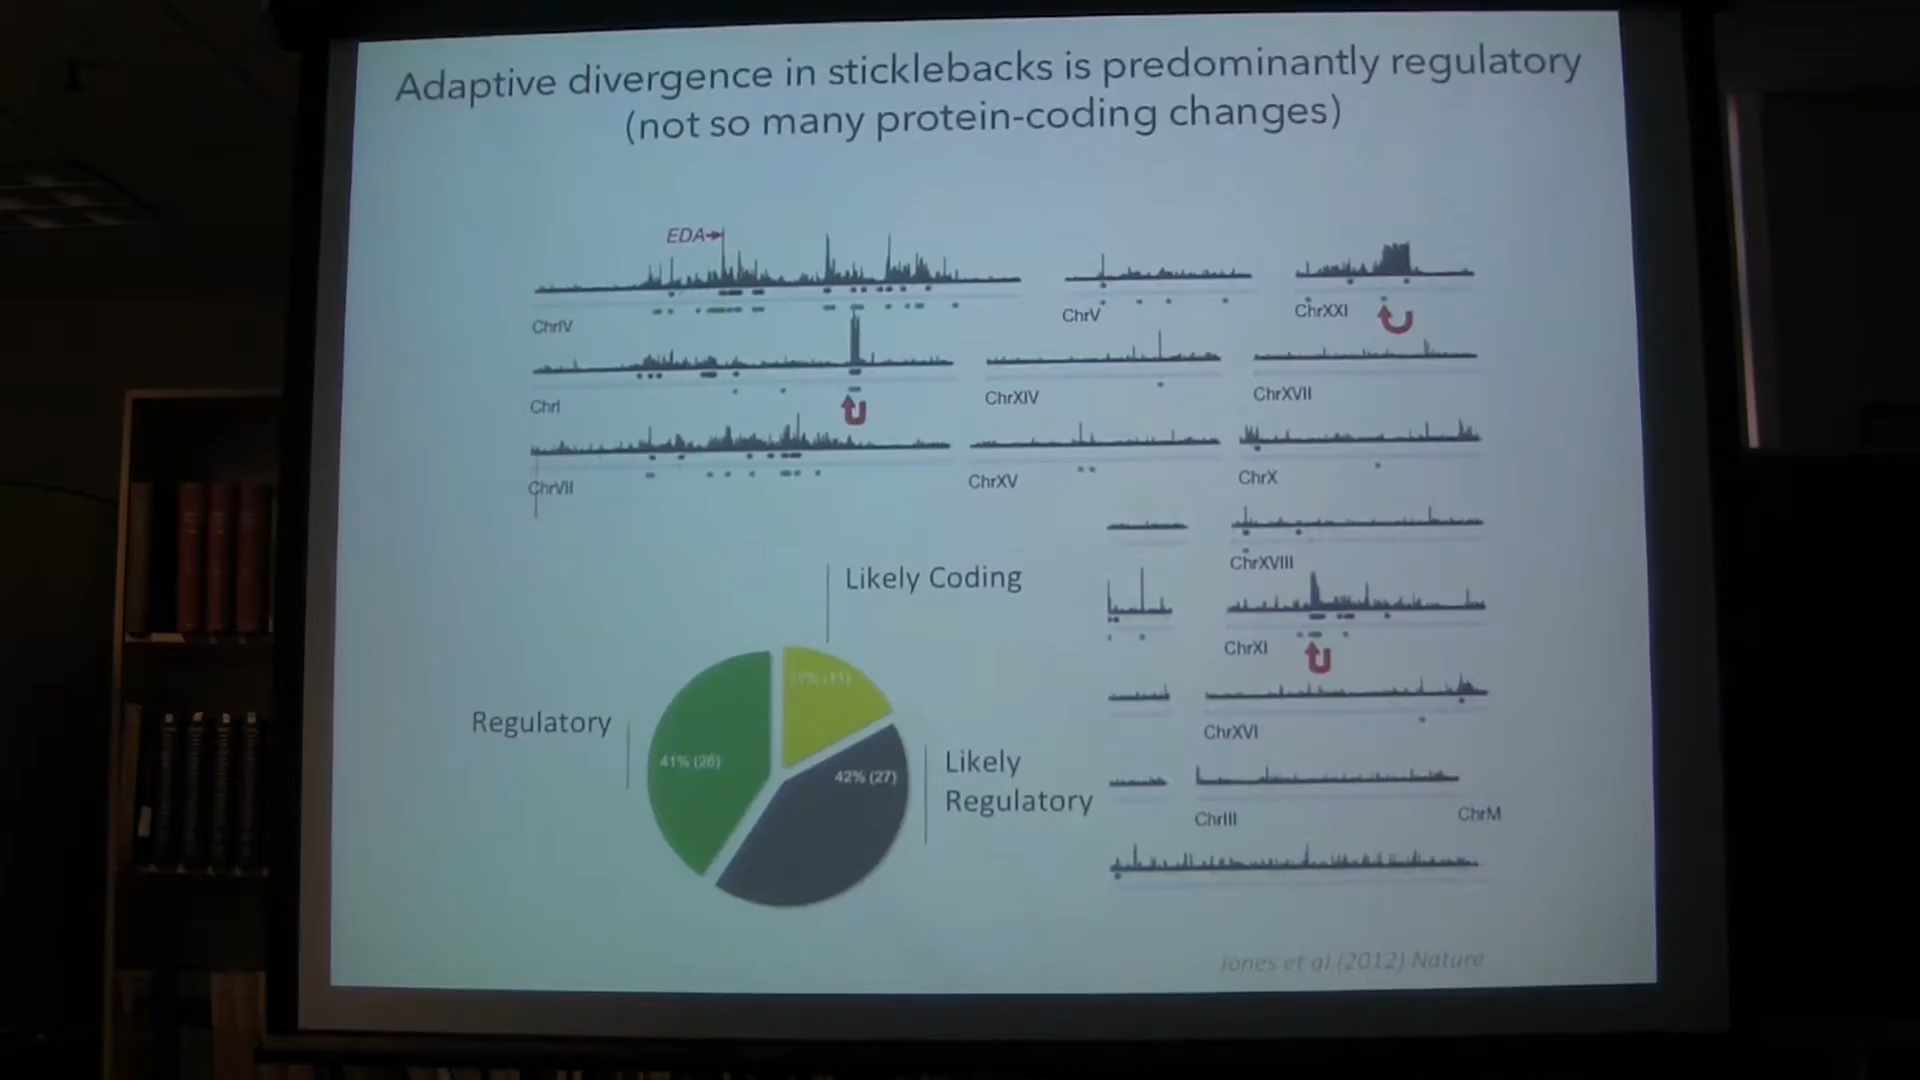 Adaptive divergence in sticklebacks is predominantly regulatory
(not so many protein-coding changes)
EDA
ChrIV
ChrV
ChrXXI
ChrI
ChrXIV
ChrXVII
ChrVII
ChrXV
ChrX
ChrXVIII
Likely Coding
ChrXI
Regulatory
41% (26)
42% (27)
Likely
Regulatory
ChrXVI
ChrIII
ChrM
Jones et al (2012) Nature